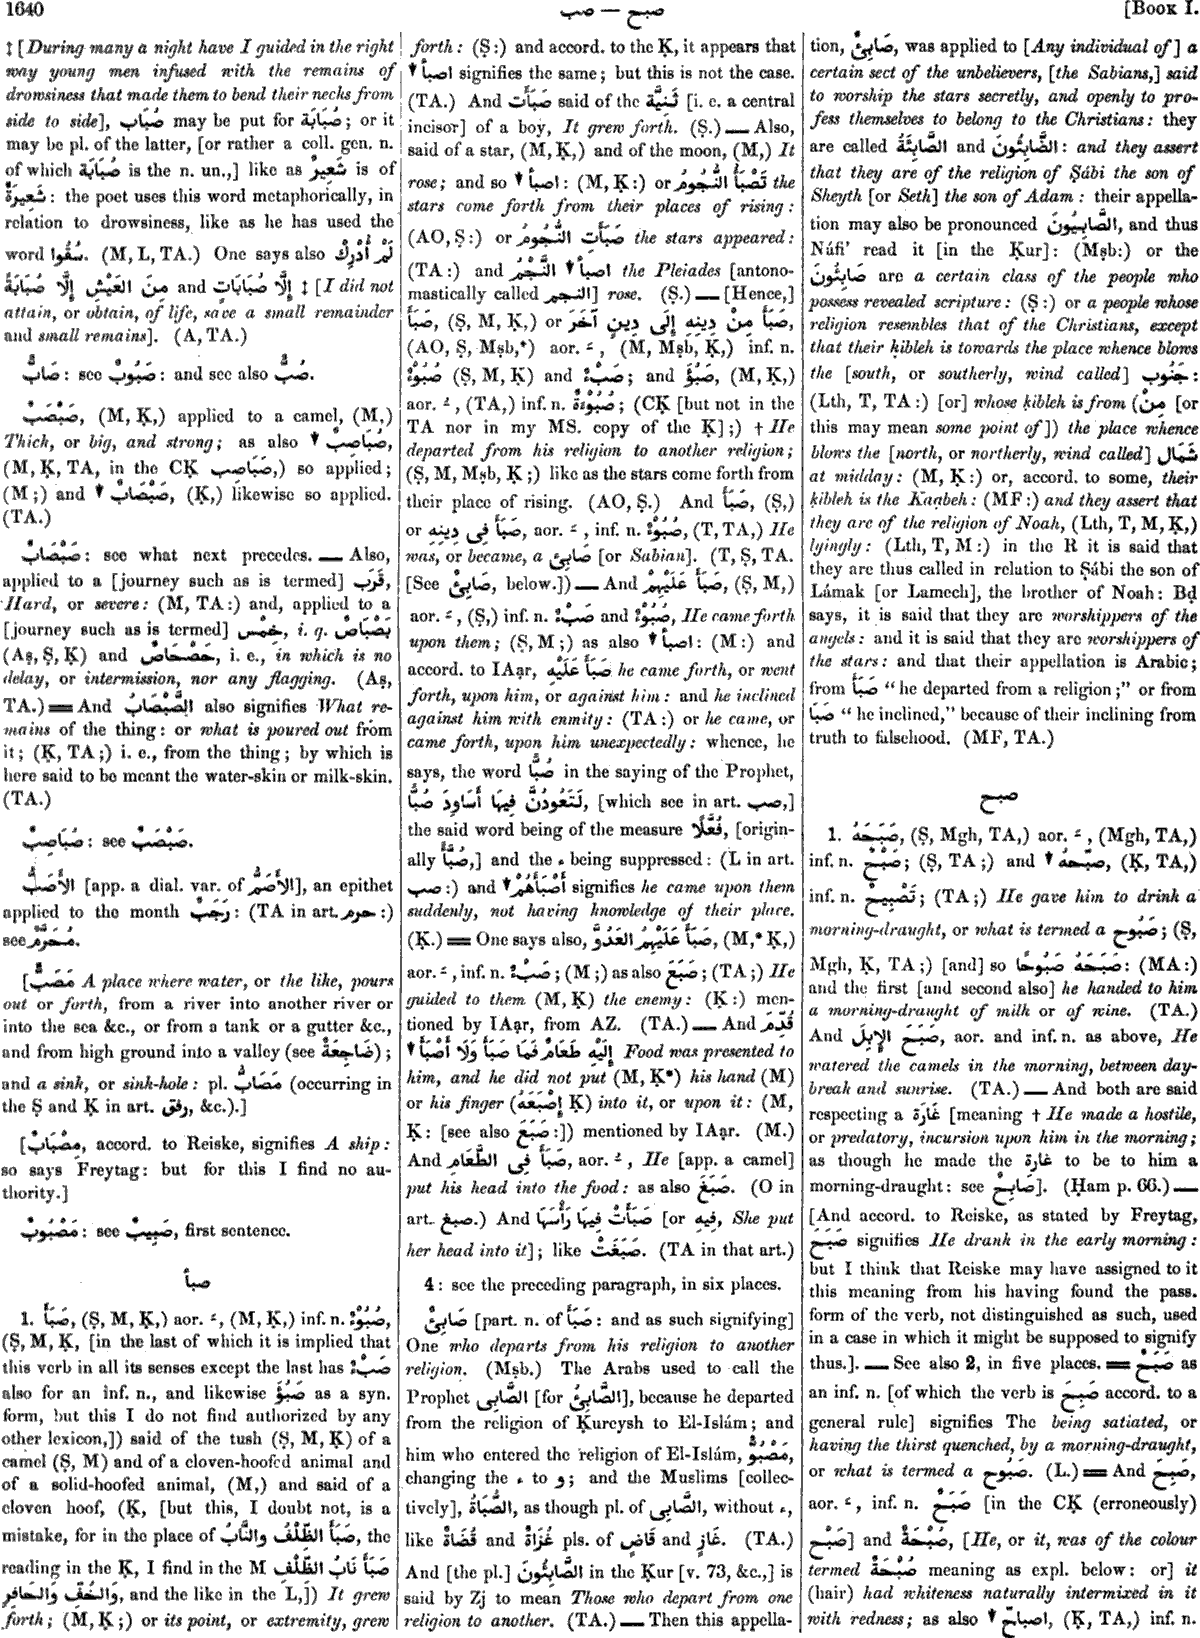 1640
صبح — صب
[BOOK I.
‡ [During many a night have I guided in the right
way young men infused with the remains of
drowsiness that made them to bend their necks from
side to side], صُبَاب may be put for صُبَابَة; or it
may be pl. of the latter, [or rather a coll. gen. n.
of which صُبَابَةٌ is the n. un.,] like as شَعِيرٌ is of
شَعِيرَةٌ: the poet uses this word metaphorically, in
relation to drowsiness, like as he has used the
word سُقُوا. (M, L, TA.) One says also لَمْ أُدْرِكْ
مِنَ العَيْشِ إِلَّا صُبَابَةً and إِلَّا صُبَابَاتٍ ‡ [I did not
attain, or obtain, of life, save a small remainder
and small remains]. (A, TA.)
صَابٌّ: see صَبُوبٌ: and see also صُبٌّ.
صَبْصَبٌ, (M, Ḳ,) applied to a camel, (M,)
Thick, or big, and strong; as also ▼ صُبَاصِبٌ,
(M, Ḳ, TA, in the CḲ صَبَاصِب,) so applied;
(M;) and ▼ صَبْصَابٌ, (Ḳ,) likewise so applied.
(TA.)
صَبْصَابٌ: see what next precedes. — Also,
applied to a [journey such as is termed] قَرَب,
Hard, or severe: (M, TA:) and, applied to a
[journey such as is termed] خِمْس, i. q. بَصْبَاصٌ
(Aṣ, Ṣ, Ḳ) and حَصْحَاصٌ, i. e., in which is no
delay, or intermission, nor any flagging. (Aṣ,
TA.) ═ And الصَّبْصَابُ also signifies What re-
mains of the thing: or what is poured out from
it; (Ḳ, TA;) i. e., from the thing; by which is
here said to be meant the water-skin or milk-skin.
(TA.)
صُبَاصِبٌ: see صَبْصَبٌ.
الأَصَبُّ [app. a dial. var. of الأَصَمُّ], an epithet
applied to the month رَجَبٌ: (TA in art. حرم:)
see مُحَرَّمٌ.
[مَصَبٌّ A place where water, or the like, pours
out or forth, from a river into another river or
into the sea &c., or from a tank or a gutter &c.,
and from high ground into a valley (see ضَاجِعَةٌ);
and a sink, or sink-hole: pl. مَصَابُّ (occurring in
the Ṣ and Ḳ in art. رفق, &c.).]
[مِصْبَابٌ, accord. to Reiske, signifies A ship:
so says Freytag: but for this I find no au-
thority.]
مَصْبُوبٌ: see صَبِيبٌ, first sentence.
صبأ
1. صَبَأَ, (Ṣ, M, Ḳ,) aor. ـَ, (M, Ḳ,) inf. n. صُبُوْءٌ,
(Ṣ, M, Ḳ, [in the last of which it is implied that
this verb in all its senses except the last has صَبْءٌ
also for an inf. n., and likewise صَبُؤَ as a syn.
form, but this I do not find authorized by any
other lexicon,]) said of the tush (Ṣ, M, Ḳ) of a
camel (Ṣ, M) and of a cloven-hoofed animal and
of a solid-hoofed animal, (M,) and said of a
cloven hoof, (Ḳ, [but this, I doubt not, is a
mistake, for in the place of صَبَأَ الظِّلْفُ والنَّابُ, the
reading in the Ḳ, I find in the M صَبَأَ نَابُ الظِّلْفِ
وَالخُفِّ وَالحَافِرِ, and the like in the L,]) It grew
forth; (M, Ḳ;) or its point, or extremity, grew
forth: (Ṣ:) and accord. to the Ḳ, it appears that
▼ اصبأ signifies the same; but this is not the case.
(TA.) And صَبَأَتْ said of the ثَنِيَّة [i. e. a central
incisor] of a boy, It grew forth. (Ṣ.) — Also,
said of a star, (M, Ḳ,) and of the moon, (M,) It
rose; and so ▼ اصبأ: (M, Ḳ:) or تَصْبَأُ النُّجُومُ the
stars come forth from their places of rising:
(AO, Ṣ:) or صَبَأَتِ النُّجُومُ the stars appeared:
(TA:) and ▼ اصبأ النَّجْمُ the Pleiades [antono-
mastically called النجم] rose. (Ṣ.) — [Hence,]
صَبَأَ, (Ṣ, M, Ḳ,) or صَبَأَ مِنْ دِينِهِ إِلَى دِينٍ آخَرَ,
(AO, Ṣ, Mṣb,*) aor. ـَ, (M, Mṣb, Ḳ,) inf. n.
صُبُوْءٌ (Ṣ, M, Ḳ) and صَبْءٌ; and صَبُؤَ, (M, Ḳ,)
aor. ـُ, (TA,) inf. n. صُبُوْءَةٌ; (CḲ [but not in the
TA nor in my MS. copy of the Ḳ];) † He
departed from his religion to another religion;
(Ṣ, M, Mṣb, Ḳ;) like as the stars come forth from
their place of rising. (AO, Ṣ.) And صَبَأَ, (Ṣ,)
or صَبَأَ فِى دِينِهِ, aor. ـَ, inf. n. صُبُوْءٌ, (T, TA,) He
was, or became, a صَابِئ [or Sabian]. (T, Ṣ, TA.
[See صَابِئٌ, below.]) — And صَبَأَ عَلَيْهِمْ, (Ṣ, M,)
aor. ـَ, (Ṣ,) inf. n. صَبْءٌ and صُبُوْءٌ, He came forth
upon them; (Ṣ, M;) as also ▼ اصبأ: (M:) and
accord. to IAạr, صَبَأَ عَلَيْهِ he came forth, or went
forth, upon him, or against him: and he inclined
against him with enmity: (TA:) or he came, or
came forth, upon him unexpectedly: whence, he
says, the word صُبًّا in the saying of the Prophet,
لَتَعُودُنَّ فِيهَا أَسَاوِدَ صُبًّا, [which see in art. صب,]
the said word being of the measure فُعَّلًا, [origin-
ally صُبَّأً,] and the ء being suppressed: (L in art.
صب:) and ▼ أَصْبَأَهُمْ signifies he came upon them
suddenly, not having knowledge of their place.
(Ḳ.) ═ One says also, صَبَأَ عَلَيْهِمُ العَدُوَّ, (M,* Ḳ,)
aor. ـَ, inf. n. صَبْءٌ; (M;) as also صَبَعَ; (TA;) He
guided to them (M, Ḳ) the enemy: (Ḳ:) men-
tioned by IAạr, from AZ. (TA.) — And قُدِّمَ
إِلَيْهِ طَعَامٌ فَمَا صَبَأَ وَلَا أَصْبَأَ ▼ Food was presented to
him, and he did not put (M, Ḳ*) his hand (M)
or his finger (إِصْبَعَهُ Ḳ) into it, or upon it: (M,
Ḳ: [see also صَبَعَ:]) mentioned by IAạr. (M.)
And صَبَأَ فِى الطَّعَامِ, aor. ـَ, He [app. a camel]
put his head into the food: as also صَبَغَ. (O in
art. صبغ.) And صَبَأَتْ فِيهَا رَأْسَهَا [or فِيهِ, She put
her head into it]; like صَبَغَتْ. (TA in that art.)
4: see the preceding paragraph, in six places.
صَابِئٌ [part. n. of صَبَأَ: and as such signifying]
One who departs from his religion to another
religion. (Mṣb.) The Arabs used to call the
Prophet الصَّابِى [for الصَّابِئُ], because he departed
from the religion of Ḳureysh to El-Islám; and
him who entered the religion of El-Islám, مَصْبُوٌّ,
changing the ء to و; and the Muslims [collec-
tively], الصُّبَاةُ, as though pl. of الصَّابِى, without ء,
like قُضَاةٌ and غُزَاةٌ pls. of قَاضٍ and غَازٍ. (TA.)
And [the pl.] الصَّابِئُونَ in the Ḳur [v. 73, &c.,] is
said by Zj to mean Those who depart from one
religion to another. (TA.) — Then this appella-
tion, صَابِئٌ, was applied to [Any individual of] a
certain sect of the unbelievers, [the Sabians,] said
to worship the stars secretly, and openly to pro-
fess themselves to belong to the Christians: they
are called الصَّابِئَةُ and الصَّابِئُونَ: and they assert
that they are of the religion of Ṣábi the son of
Sheyth [or Seth] the son of Adam: their appella-
tion may also be pronounced الصَّابِيُونَ, and thus
Náfi' read it [in the Ḳur]: (Mṣb:) or the
صَابِئُونَ are a certain class of the people who
possess revealed scripture: (Ṣ:) or a people whose
religion resembles that of the Christians, except
that their ḳibleh is towards the place whence blows
the [south, or southerly, wind called] جَنُوب:
(Lth, T, TA:) [or] whose ḳibleh is from (مِنْ [or
this may mean some point of]) the place whence
blows the [north, or northerly, wind called] شَمَال
at midday: (M, Ḳ:) or, accord. to some, their
ḳibleh is the Kaạbeh: (MF:) and they assert that
they are of the religion of Noah, (Lth, T, M, Ḳ,)
lyingly: (Lth, T, M:) in the R it is said that
they are thus called in relation to Ṣábi the son of
Lámak [or Lamech], the brother of Noah: Bḍ
says, it is said that they are worshippers of the
angels: and it is said that they are worshippers of
the stars: and that their appellation is Arabic;
from صَبَأَ "he departed from a religion;" or from
صَبَا "he inclined," because of their inclining from
truth to falsehood. (MF, TA.)
صبح
1. صَبَحَهُ, (Ṣ, Mgh, TA,) aor. ـَ, (Mgh, TA,)
inf. n. صَبْحٌ; (Ṣ, TA;) and ▼ صبّحهُ, (Ḳ, TA,)
inf. n. تَصْبِيحٌ; (TA;) He gave him to drink a
morning-draught, or what is termed a صَبُوح; (Ṣ,
Mgh, Ḳ, TA;) [and] so صَبَحَهُ صَبُوحًا: (MA:)
and the first [and second also] he handed to him
a morning-draught of milk or of wine. (TA.)
And صَبَحَ الإِبِلَ, aor. and inf. n. as above, He
watered the camels in the morning, between day-
break and sunrise. (TA.) — And both are said
respecting a غَارَة [meaning † He made a hostile,
or predatory, incursion upon him in the morning;
as though he made the غارة to be to him a
morning-draught: see صَابِحٌ]. (Ḥam p. 66.) —
[And accord. to Reiske, as stated by Freytag,
صَبَحَ signifies He drank in the early morning:
but I think that Reiske may have assigned to it
this meaning from his having found the pass.
form of the verb, not distinguished as such, used
in a case in which it might be supposed to signify
thus.]. — See also 2, in five places. ═ صَبَحٌ as
an inf. n. [of which the verb is صَبِحَ accord. to a
general rule] signifies The being satiated, or
having the thirst quenched, by a morning-draught,
or what is termed a صَبُوح. (L.) ═ And صَبِحَ,
aor. ـَ, inf. n. صَبَحٌ [in the CḲ (erroneously)
صَبْح] and صُبْحَةٌ, [He, or it, was of the colour
termed صُبْحَةٌ meaning as expl. below: or] it
(hair) had whiteness naturally intermixed in it
with redness; as also ▼ اصباحّ, (Ḳ, TA,) inf. n.